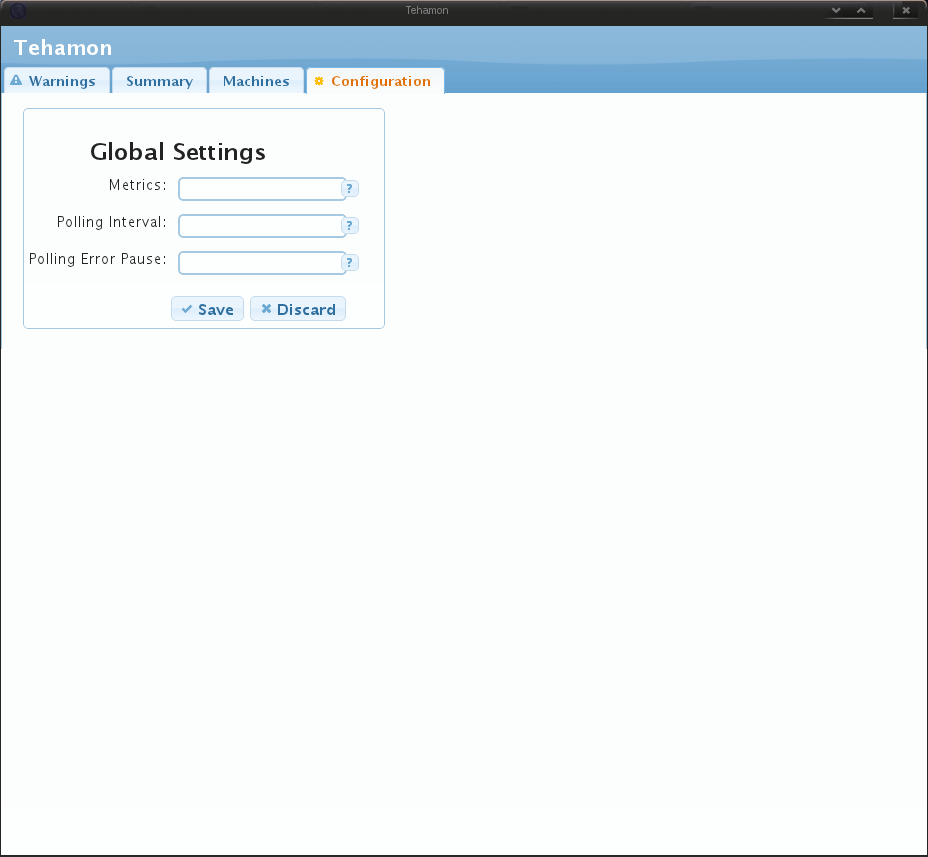 Tehamon
Tehamon
Warnings Summary Machines Configuration
Global Settings
Metrics: ?
Polling Interval: ?
Polling Error Pause: ?
Save Discard